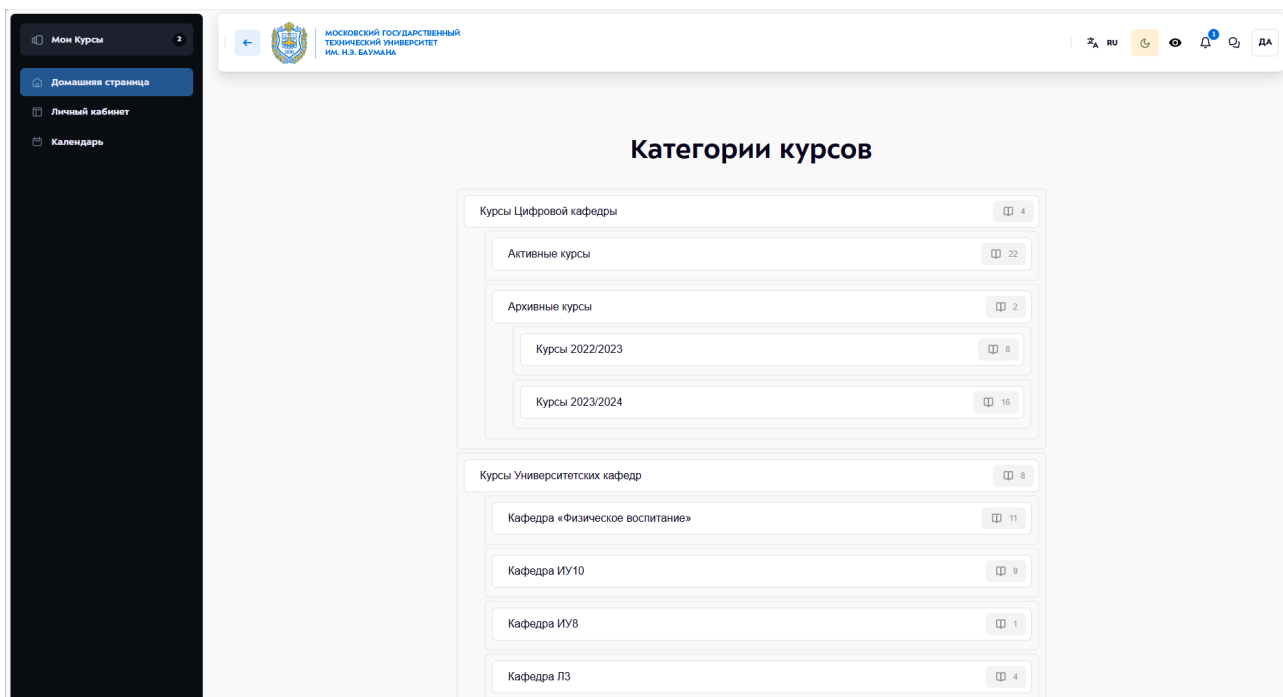 Мои Курсы 2
Домашняя страница
Личный кабинет
Календарь
МОСКОВСКИЙ ГОСУДАРСТВЕННЫЙ
ТЕХНИЧЕСКИЙ УНИВЕРСИТЕТ
ИМ. Н.Э. БАУМАНА
RU
1
ДА
Категории курсов
Курсы Цифровой кафедры 4
Активные курсы 22
Архивные курсы 2
Курсы 2022/2023 8
Курсы 2023/2024 16
Курсы Университетских кафедр 8
Кафедра «Физическое воспитание» 11
Кафедра ИУ10 9
Кафедра ИУ8 1
Кафедра Л3 4